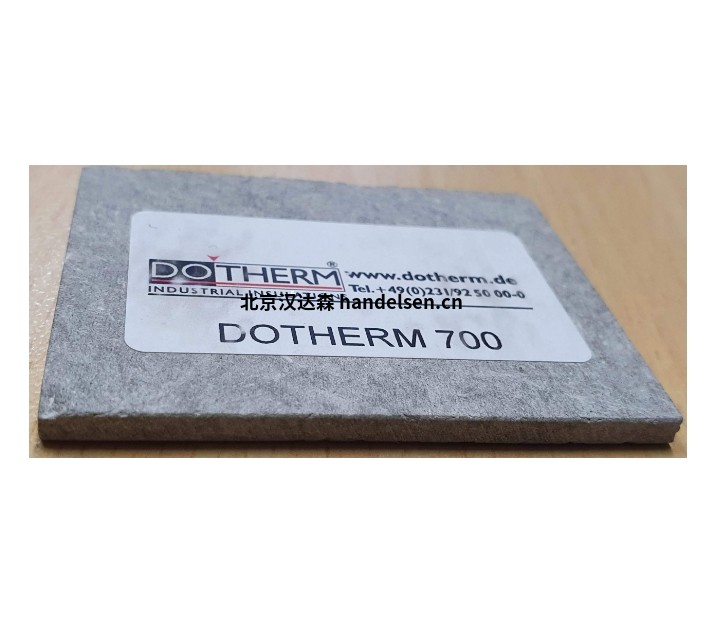 DOTHERM®
www.dotherm.de
INDUSTRIAL INSULATIONS
Tel.+49(0)231/92 50 00-0
北京汉达森 handelsen.cn
DOTHERM 700